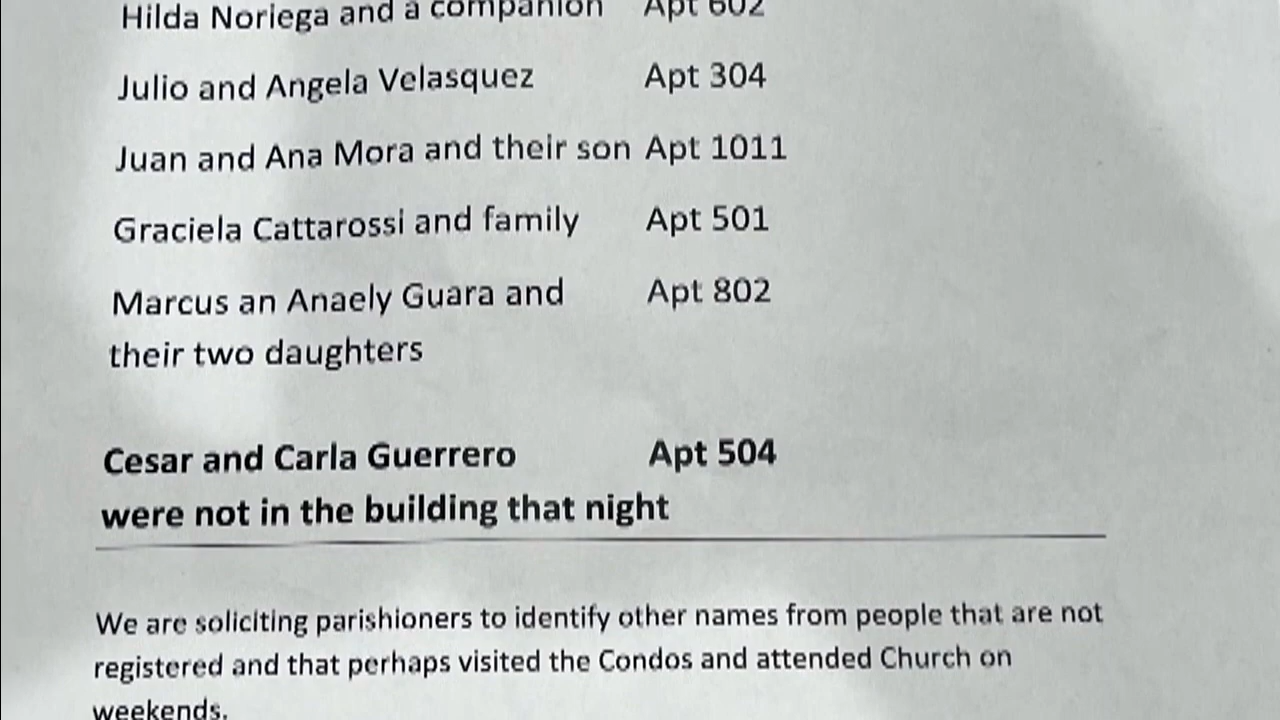 Hilda Noriega and a companion Apt 602
Julio and Angela Velasquez Apt 304
Juan and Ana Mora and their son Apt 1011
Graciela Cattarossi and family Apt 501
Marcus an Anaely Guara and Apt 802
their two daughters
Cesar and Carla Guerrero Apt 504
were not in the building that night
We are soliciting parishioners to identify other names from people that are not
registered and that perhaps visited the Condos and attended Church on
weekends.